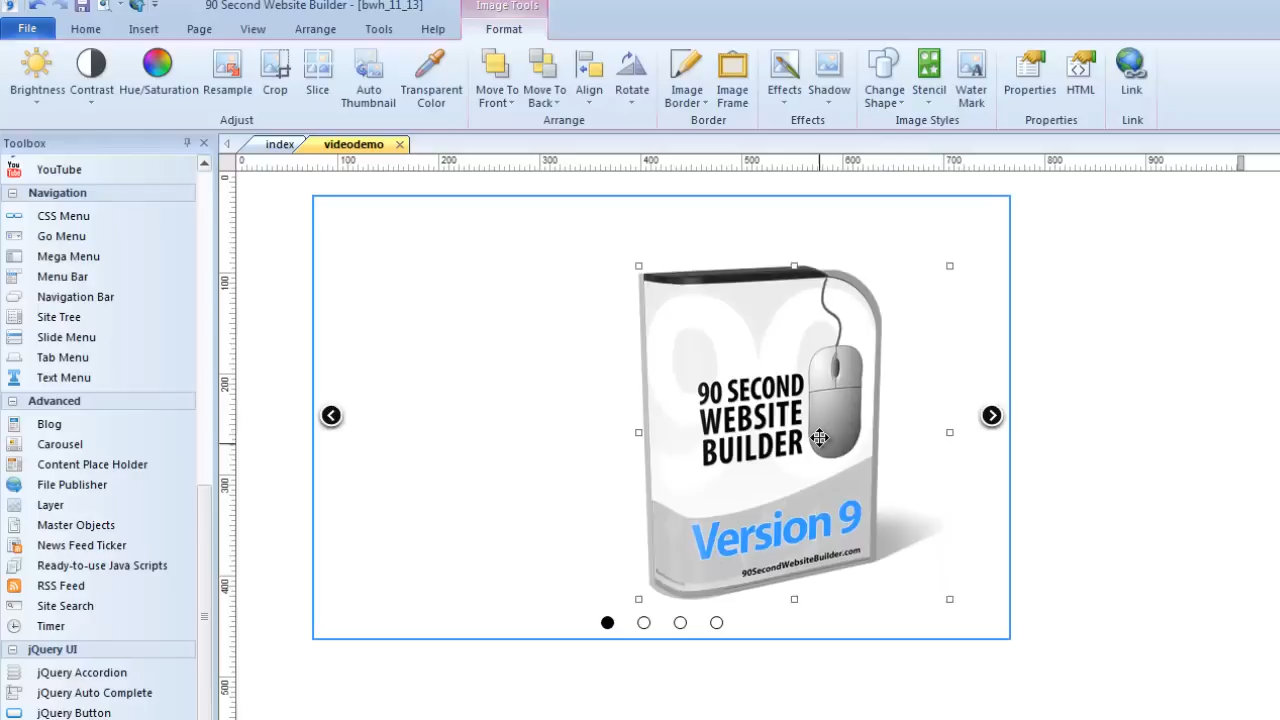 90 Second Website Builder - [bwh_11_13]
Image Tools
File Home Insert Page View Arrange Tools Help Format
Brightness Contrast Hue/Saturation Resample Crop Slice Auto Thumbnail Transparent Color
Move To Front Move To Back Align Rotate Image Border Image Frame Effects Shadow
Change Shape Stencil Water Mark Properties HTML Link
Adjust Arrange Border Effects Image Styles Properties Link
Toolbox
index videodemo
0 100 200 300 400 500 600 700 800 900
0
100
200
300
400
500
You Tube
YouTube
Navigation
CSS Menu
Go Menu
Mega Menu
Menu Bar
Navigation Bar
Site Tree
Slide Menu
Tab Menu
Text Menu
Advanced
Blog
Carousel
Content Place Holder
File Publisher
Layer
Master Objects
News Feed Ticker
Ready-to-use Java Scripts
RSS Feed
Site Search
Timer
jQuery UI
jQuery Accordion
jQuery Auto Complete
jQuery Button
90
90 SECOND
WEBSITE
BUILDER
Version 9
90SecondWebsiteBuilder.com